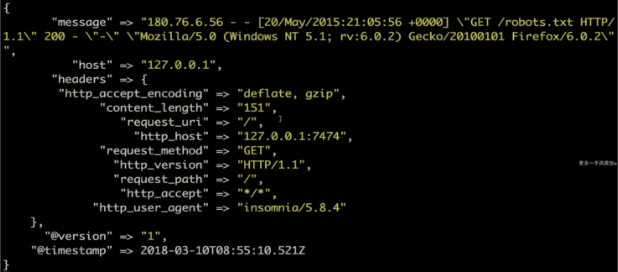 {
"message" => "180.76.6.56 - - [20/May/2015:21:05:56 +0000] \"GET /robots.txt HTTP/
1.1\" 200 - \"-\" \"Mozilla/5.0 (Windows NT 5.1; rv:6.0.2) Gecko/20100101 Firefox/6.0.2\"
",
"host" => "127.0.0.1",
"headers" => {
"http_accept_encoding" => "deflate, gzip",
"content_length" => "151",
"request_uri" => "/",
"http_host" => "127.0.0.1:7474",
"request_method" => "GET",
"http_version" => "HTTP/1.1",
"request_path" => "/",
"http_accept" => "*/*",
"http_user_agent" => "insomnia/5.8.4"
},
"@version" => "1",
"@timestamp" => 2018-03-10T08:55:10.521Z
}